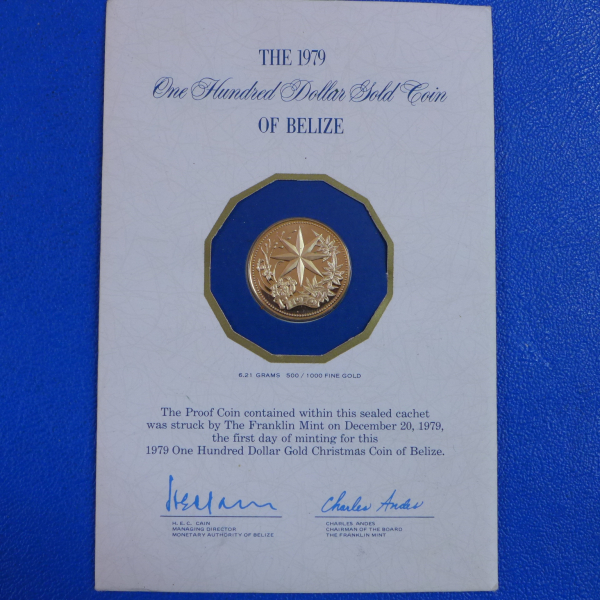 THE 1979
One Hundred Dollar Gold Coin
OF BELIZE
6.21 GRAMS 500/1000 FINE GOLD
The Proof Coin contained within this sealed cachet
was struck by The Franklin Mint on December 20, 1979,
the first day of minting for this
1979 One Hundred Dollar Gold Christmas Coin of Belize.
Charles Andes
H. E. C. CAIN
MANAGING DIRECTOR
MONETARY AUTHORITY OF BELIZE
CHARLES ANDES
CHAIRMAN OF THE BOARD
THE FRANKLIN MINT